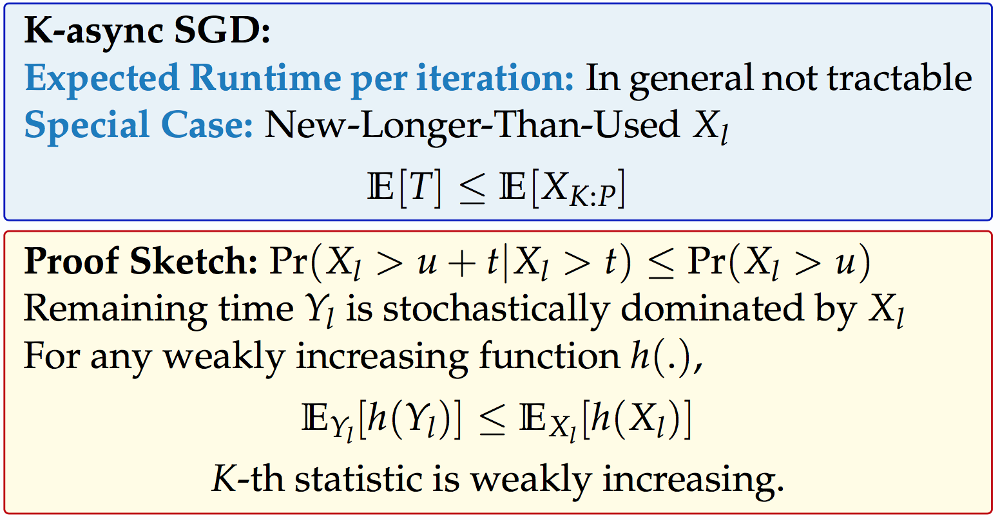 K-async SGD:
Expected Runtime per iteration: In general not tractable
Special Case: New-Longer-Than-Used $X_l$
$\mathbb{E}[T] \leq \mathbb{E}[X_{K:P}]$
Proof Sketch: $\Pr(X_l > u + t | X_l > t) \leq \Pr(X_l > u)$
Remaining time $Y_l$ is stochastically dominated by $X_l$
For any weakly increasing function $h(.)$,
$\mathbb{E}_{Y_l}[h(Y_l)] \leq \mathbb{E}_{X_l}[h(X_l)]$
K-th statistic is weakly increasing.